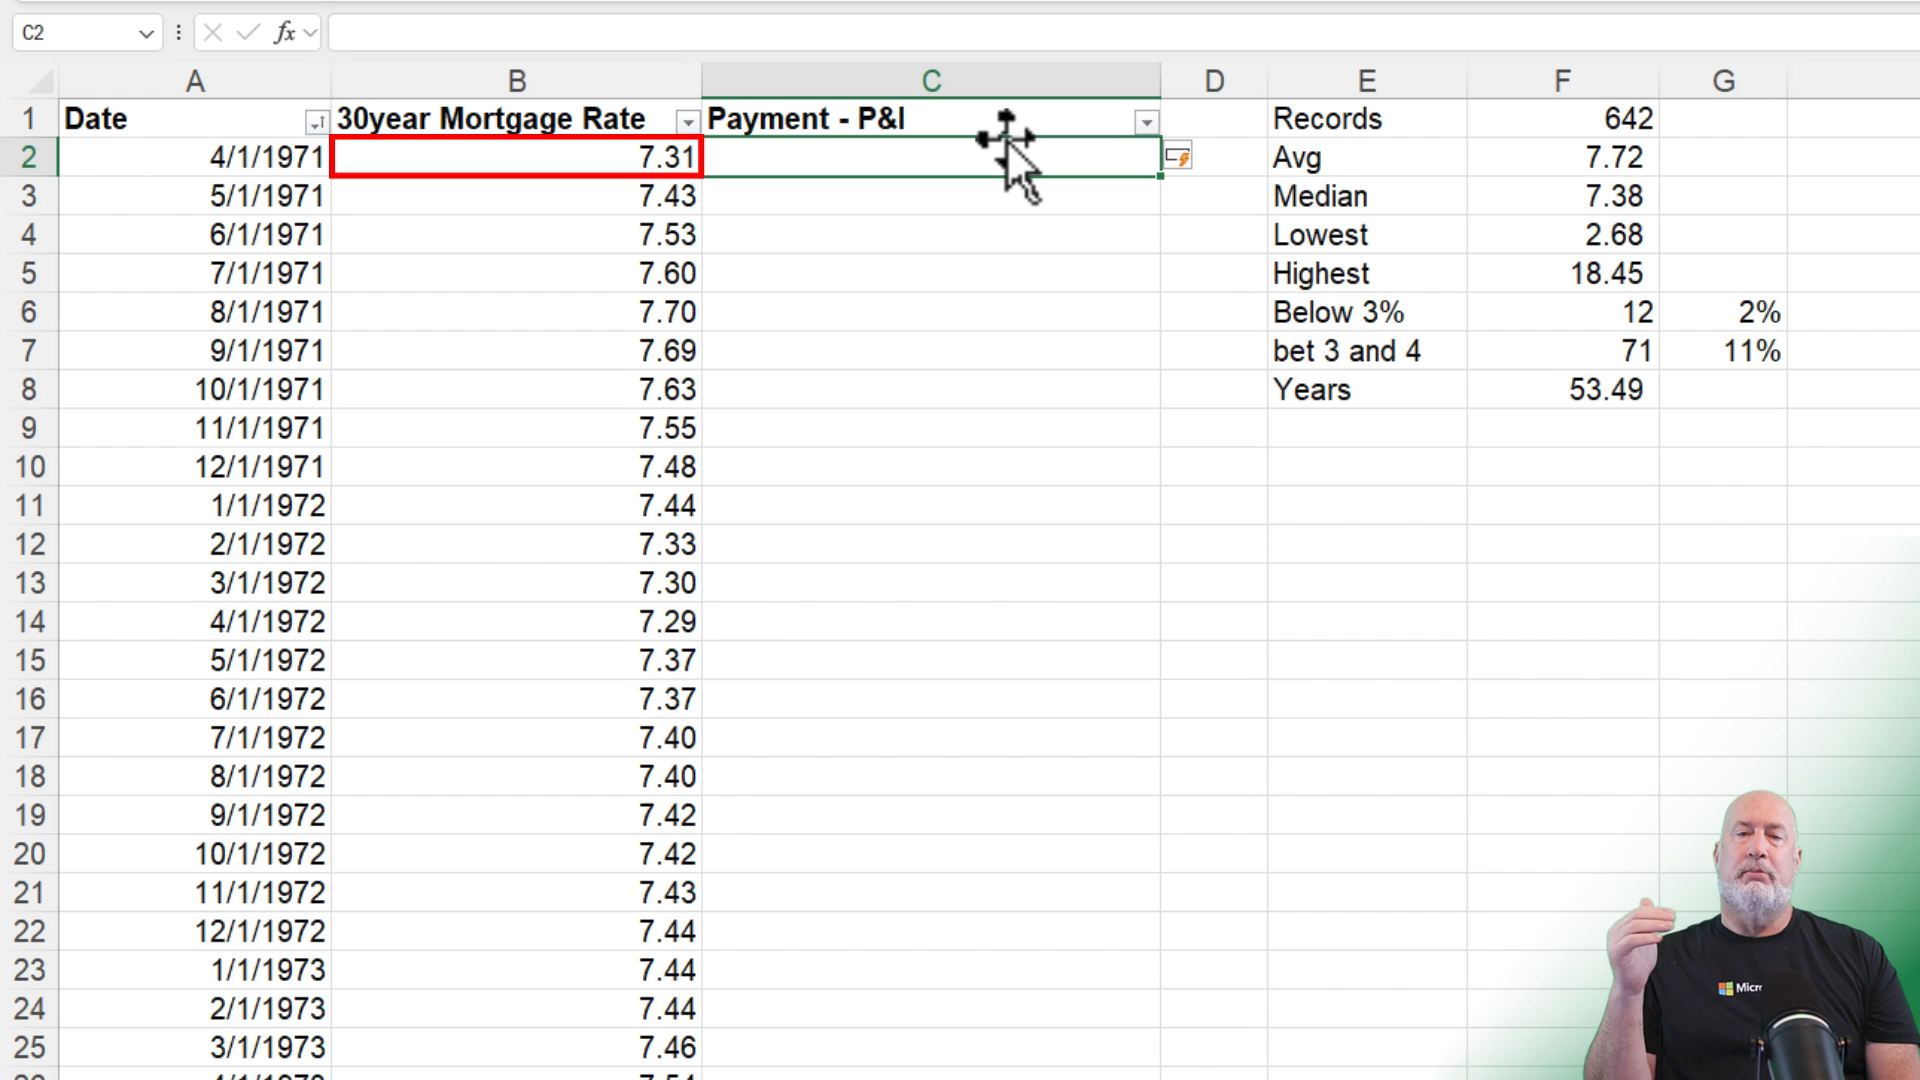 C2
fx
A B C D E F G
1 Date 30year Mortgage Rate Payment - P&I Records 642
2 4/1/1971 7.31 Avg 7.72
3 5/1/1971 7.43 Median 7.38
4 6/1/1971 7.53 Lowest 2.68
5 7/1/1971 7.60 Highest 18.45
6 8/1/1971 7.70 Below 3% 12 2%
7 9/1/1971 7.69 bet 3 and 4 71 11%
8 10/1/1971 7.63 Years 53.49
9 11/1/1971 7.55
10 12/1/1971 7.48
11 1/1/1972 7.44
12 2/1/1972 7.33
13 3/1/1972 7.30
14 4/1/1972 7.29
15 5/1/1972 7.37
16 6/1/1972 7.37
17 7/1/1972 7.40
18 8/1/1972 7.40
19 9/1/1972 7.42
20 10/1/1972 7.42
21 11/1/1972 7.43
22 12/1/1972 7.44
23 1/1/1973 7.44
24 2/1/1973 7.44
Micr
25 3/1/1973 7.46